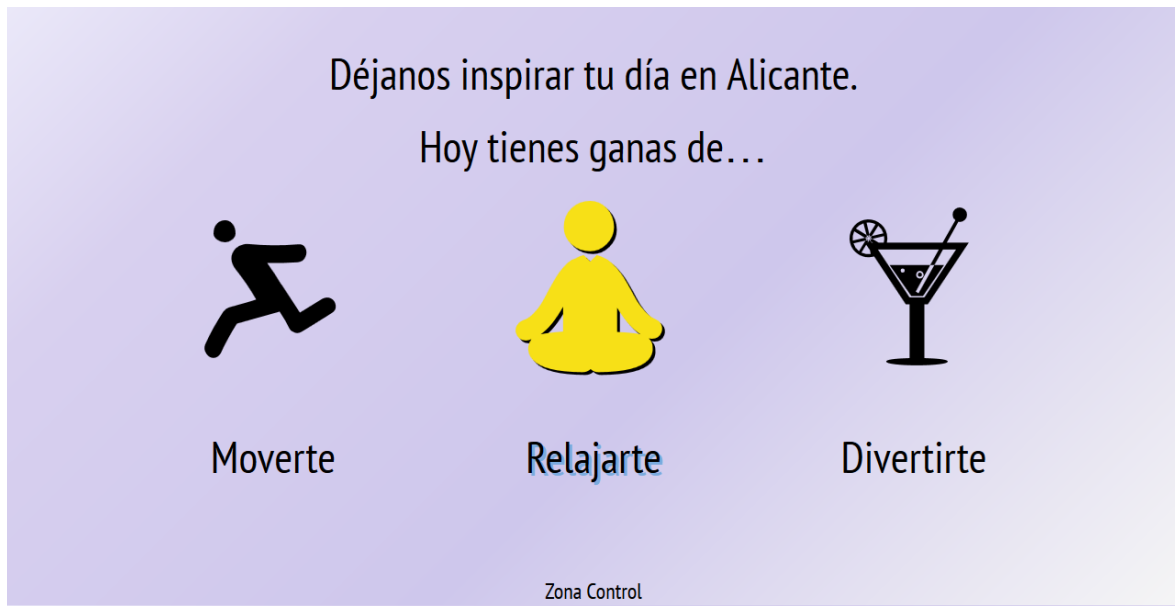 Déjanos inspirar tu día en Alicante.
Hoy tienes ganas de...
Moverte
Relajarte
Divertirte
Zona Control